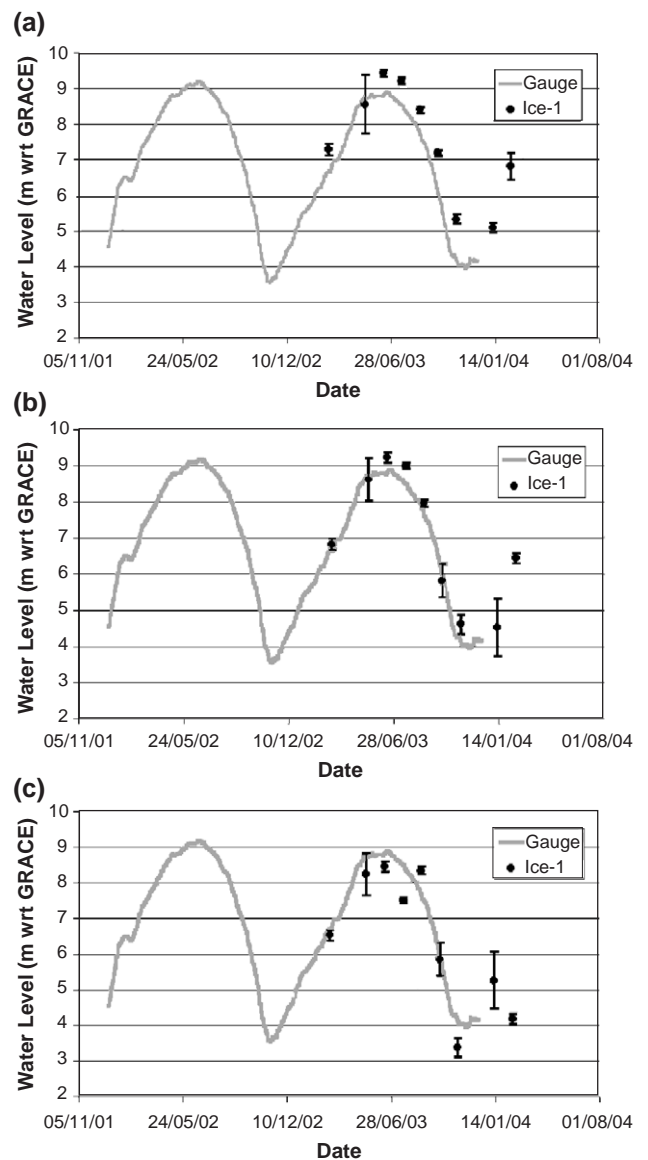 (a)
10
9
8
7
6
5
4
3
2
Water Level (m wrt GRACE)
Gauge
Ice-1
05/11/01 24/05/02 10/12/02 28/06/03 14/01/04 01/08/04
Date
(b)
10
9
8
7
6
5
4
3
2
Water Level (m wrt GRACE)
Gauge
Ice-1
05/11/01 24/05/02 10/12/02 28/06/03 14/01/04 01/08/04
Date
(c)
10
9
8
7
6
5
4
3
2
Water Level (m wrt GRACE)
Gauge
Ice-1
05/11/01 24/05/02 10/12/02 28/06/03 14/01/04 01/08/04
Date